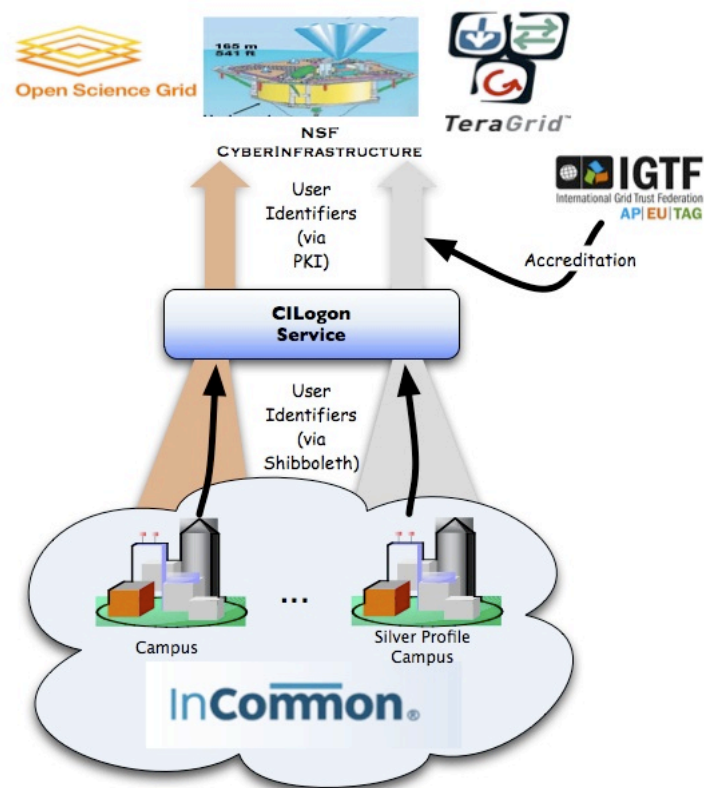 165 m
541 ft
Open Science Grid
TeraGrid™
NSF
CYBERINFRASTRUCTURE
IGTF
International Grid Trust Federation
AP|EU|TAG
User
Identifiers
(via
PKI)
Accreditation
CILogon
Service
User
Identifiers
(via
Shibboleth)
...
Campus
Silver Profile
Campus
InCommon®